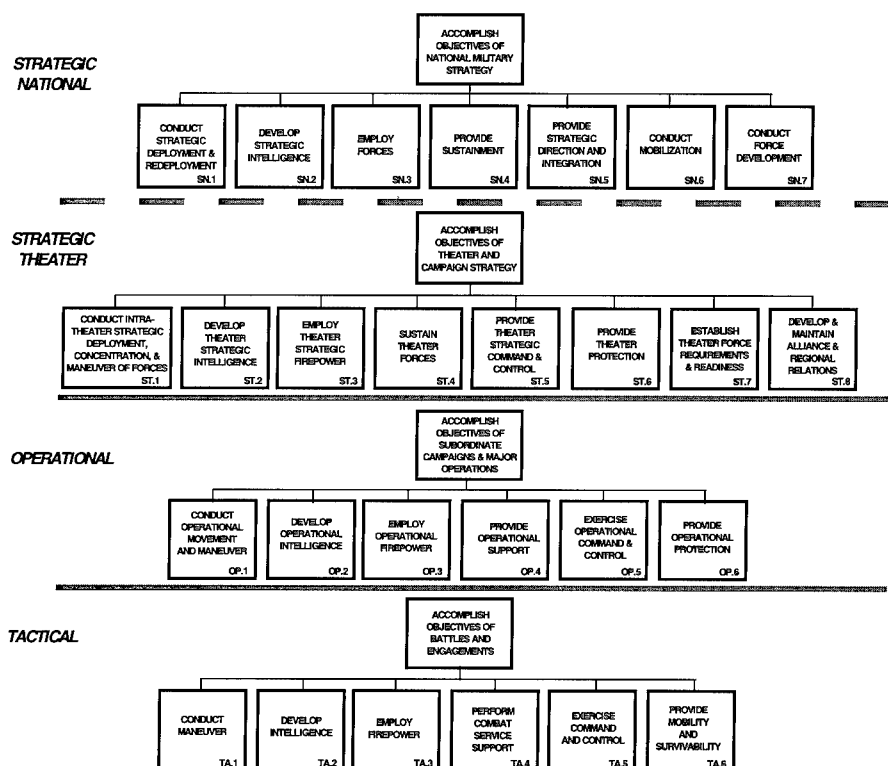 STRATEGIC
NATIONAL
ACCOMPLISH
OBJECTIVES OF
NATIONAL MILITARY
STRATEGY
CONDUCT
STRATEGIC
DEPLOYMENT &
REDEPLOYMENT
SN.1
DEVELOP
STRATEGIC
INTELLIGENCE
SN.2
EMPLOY
FORCES
SN.3
PROVIDE
SUSTAINMENT
SN.4
PROVIDE
STRATEGIC
DIRECTION AND
INTEGRATION
SN.5
CONDUCT
MOBILIZATION
SN.6
CONDUCT
FORCE
DEVELOPMENT
SN.7
STRATEGIC
THEATER
ACCOMPLISH
OBJECTIVES OF
THEATER AND
CAMPAIGN STRATEGY
CONDUCT INTRA-
THEATER STRATEGIC
DEPLOYMENT,
CONCENTRATION, &
MANEUVER OF FORCES
ST.1
DEVELOP
THEATER
STRATEGIC
INTELLIGENCE
ST.2
EMPLOY
THEATER
STRATEGIC
FIREPOWER
ST.3
SUSTAIN
THEATER
FORCES
ST.4
PROVIDE
THEATER
STRATEGIC
COMMAND &
CONTROL
ST.5
PROVIDE
THEATER
PROTECTION
ST.6
ESTABLISH
THEATER FORCE
REQUIREMENTS
& READINESS
ST.7
DEVELOP &
MAINTAIN
ALLIANCE &
REGIONAL
RELATIONS
ST.8
OPERATIONAL
ACCOMPLISH
OBJECTIVES OF
SUBORDINATE
CAMPAIGNS & MAJOR
OPERATIONS
CONDUCT
OPERATIONAL
MOVEMENT
AND MANEUVER
OP.1
DEVELOP
OPERATIONAL
INTELLIGENCE
OP.2
EMPLOY
OPERATIONAL
FIREPOWER
OP.3
PROVIDE
OPERATIONAL
SUPPORT
OP.4
EXERCISE
OPERATIONAL
COMMAND &
CONTROL
OP.5
PROVIDE
OPERATIONAL
PROTECTION
OP.6
TACTICAL
ACCOMPLISH
OBJECTIVES OF
BATTLES AND
ENGAGEMENTS
CONDUCT
MANEUVER
TA.1
DEVELOP
INTELLIGENCE
TA.2
EMPLOY
FIREPOWER
TA.3
PERFORM
COMBAT
SERVICE
SUPPORT
TA.4
EXERCISE
COMMAND
AND CONTROL
TA.5
PROVIDE
MOBILITY
AND
SURVIVABILITY
TA.6